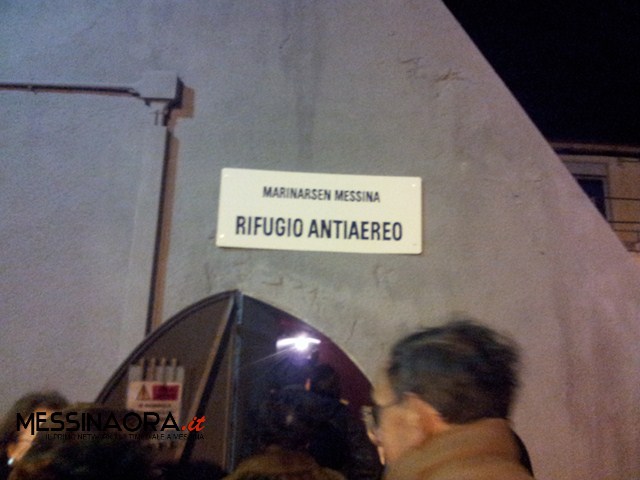 MARINARSEN MESSINA
RIFUGIO ANTIAEREO
MESSINAORA.it